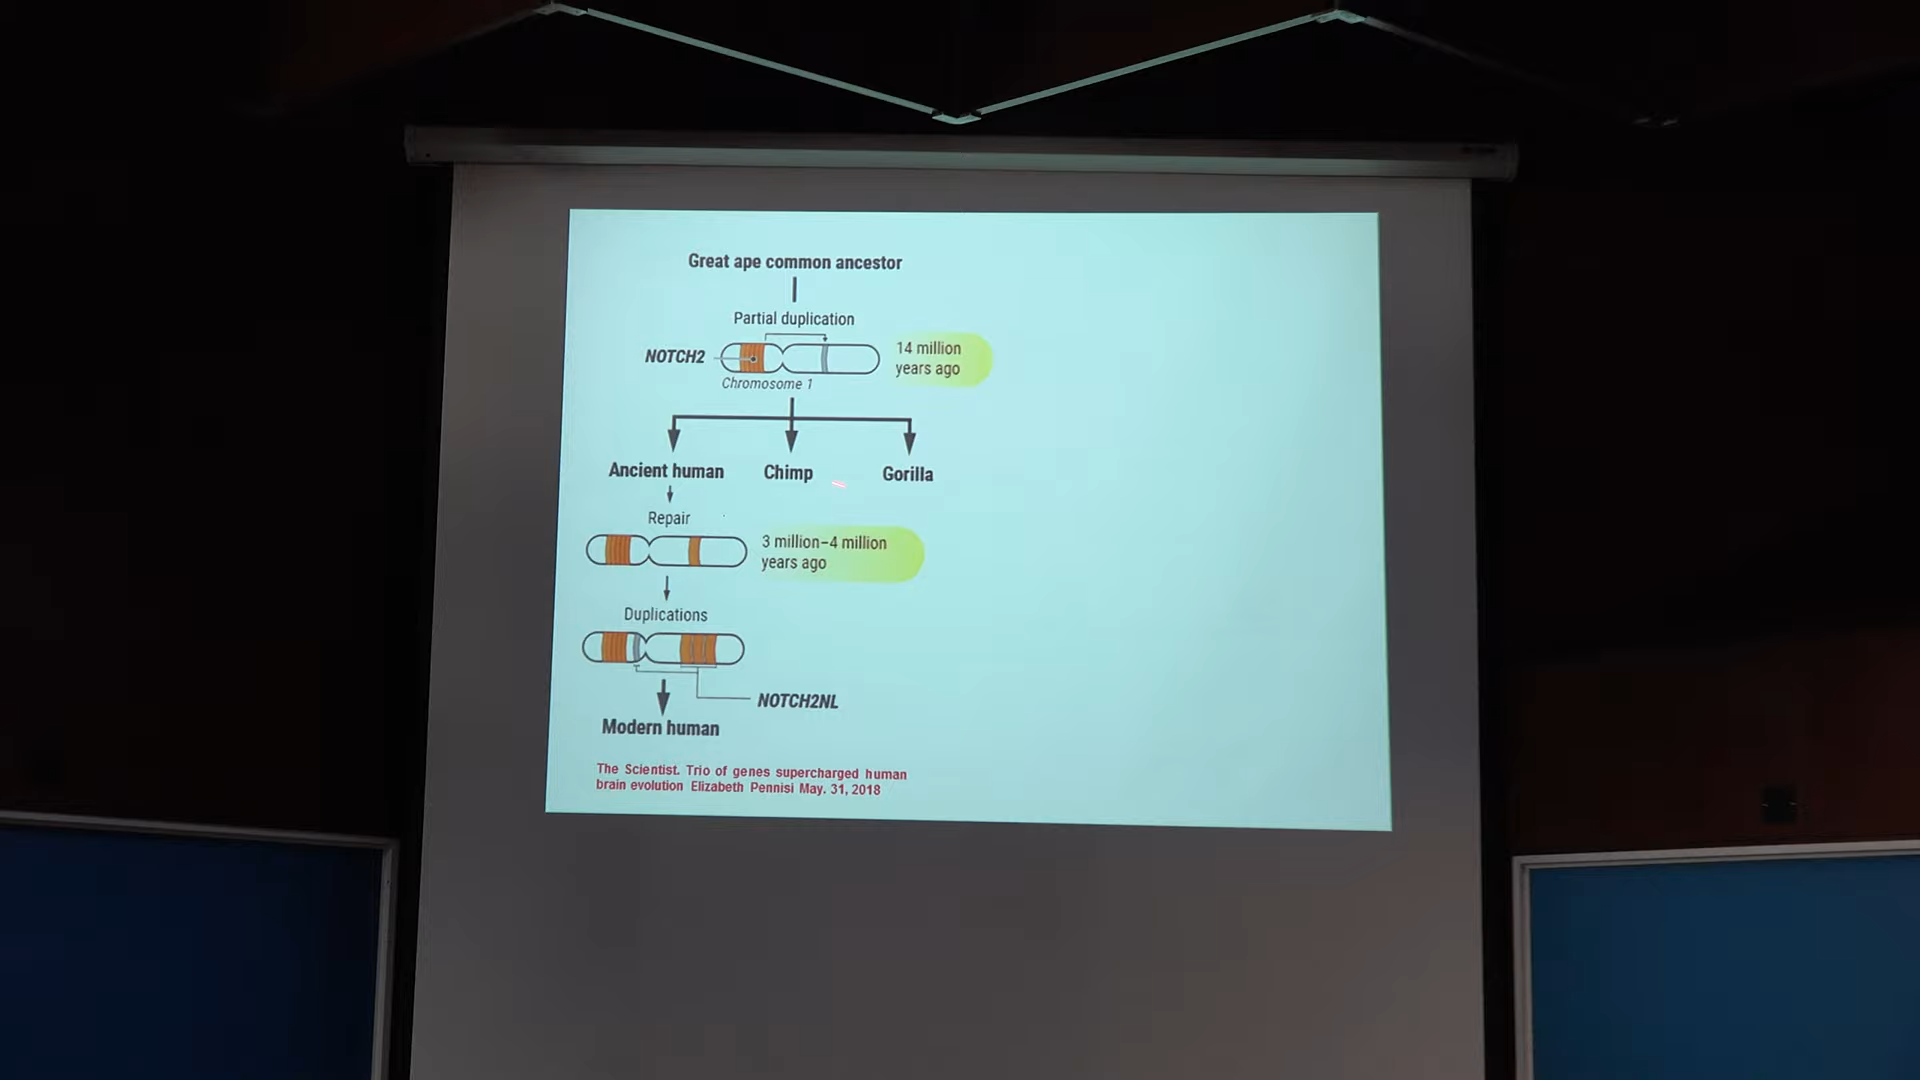 Great ape common ancestor
Partial duplication
NOTCH2
14 million
years ago
Chromosome 1
Ancient human
Chimp
Gorilla
Repair
3 million–4 million
years ago
Duplications
NOTCH2NL
Modern human
The Scientist. Trio of genes supercharged human
brain evolution Elizabeth Pennisi May. 31, 2018